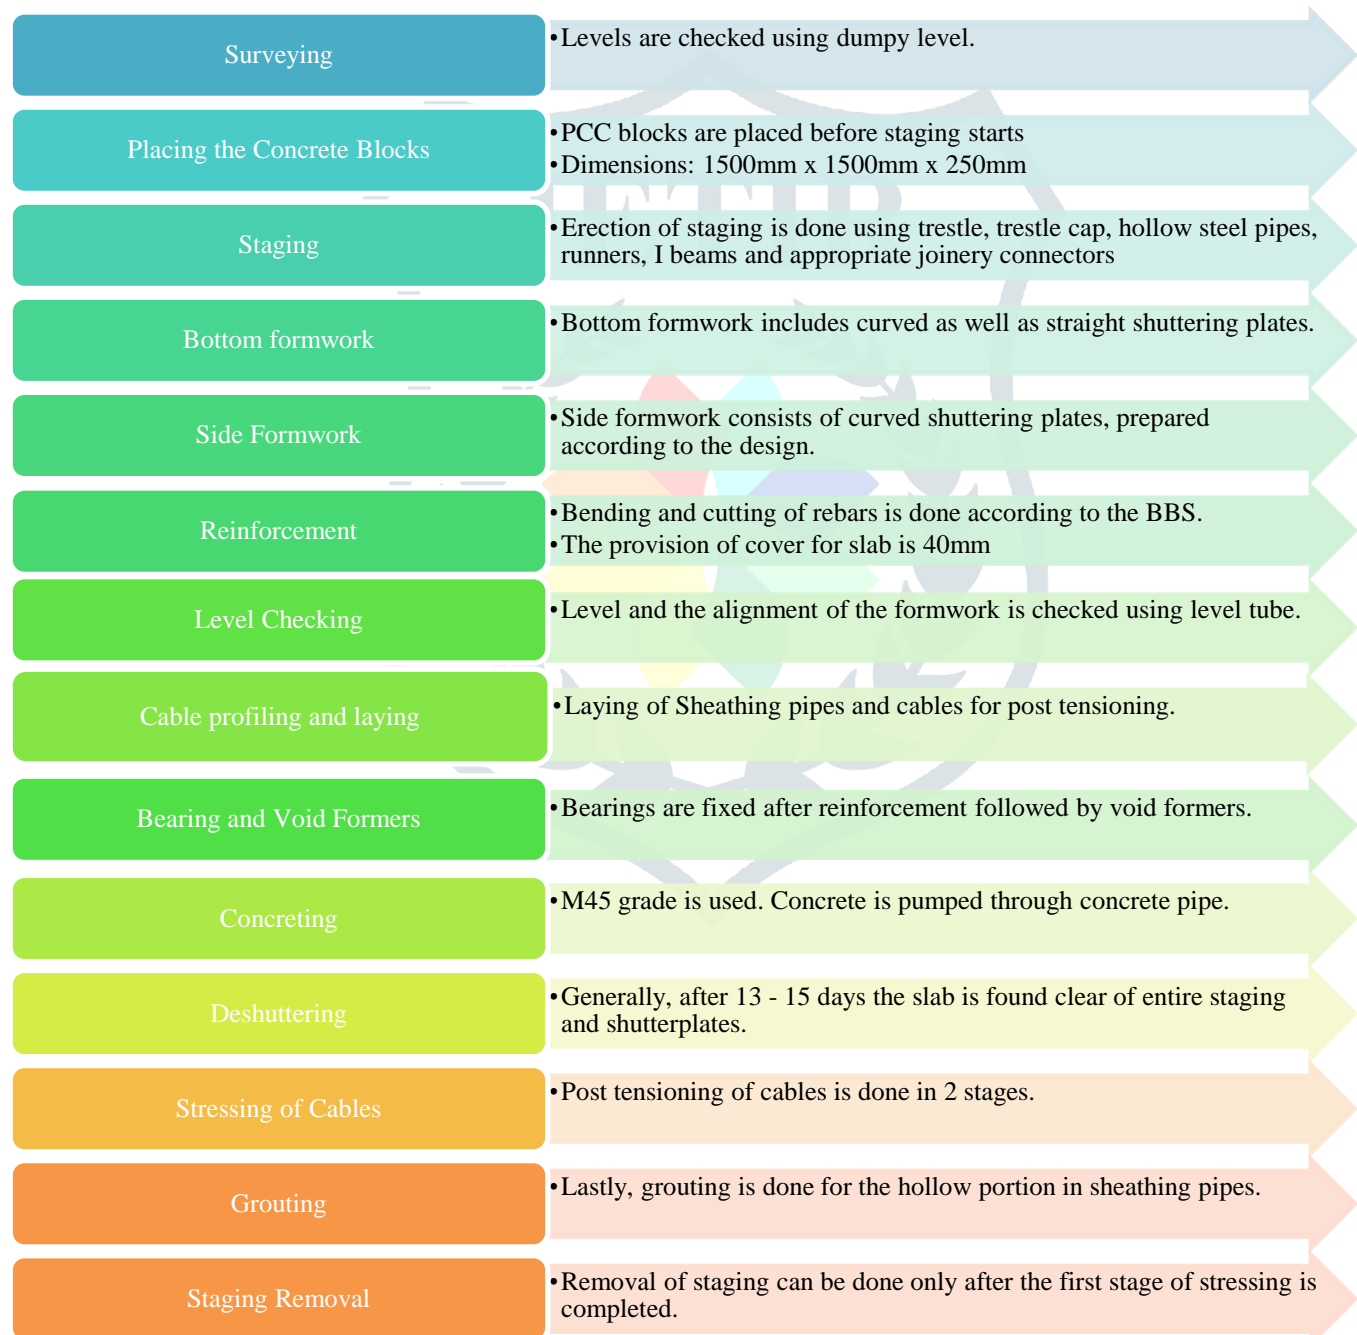 Surveying
•Levels are checked using dumpy level.
Placing the Concrete Blocks
•PCC blocks are placed before staging starts
•Dimensions: 1500mm x 1500mm x 250mm
Staging
•Erection of staging is done using trestle, trestle cap, hollow steel pipes,
runners, I beams and appropriate joinery connectors
Bottom formwork
•Bottom formwork includes curved as well as straight shuttering plates.
Side Formwork
•Side formwork consists of curved shuttering plates, prepared
according to the design.
Reinforcement
•Bending and cutting of rebars is done according to the BBS.
•The provision of cover for slab is 40mm
Level Checking
•Level and the alignment of the formwork is checked using level tube.
Cable profiling and laying
•Laying of Sheathing pipes and cables for post tensioning.
Bearing and Void Formers
•Bearings are fixed after reinforcement followed by void formers.
Concreting
•M45 grade is used. Concrete is pumped through concrete pipe.
Deshuttering
•Generally, after 13 - 15 days the slab is found clear of entire staging
and shutterplates.
Stressing of Cables
•Post tensioning of cables is done in 2 stages.
Grouting
•Lastly, grouting is done for the hollow portion in sheathing pipes.
Staging Removal
•Removal of staging can be done only after the first stage of stressing is
completed.